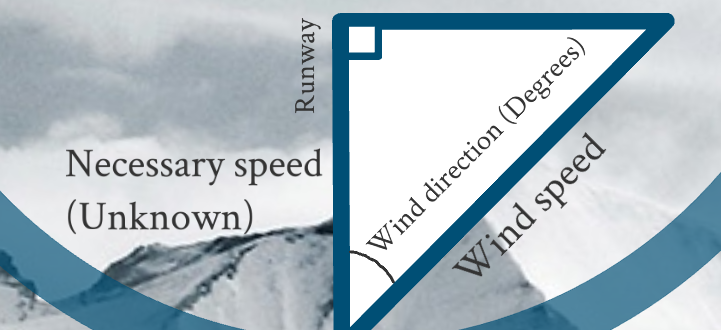 Runway
Necessary speed
(Unknown)
Wind direction (Degrees)
Wind speed